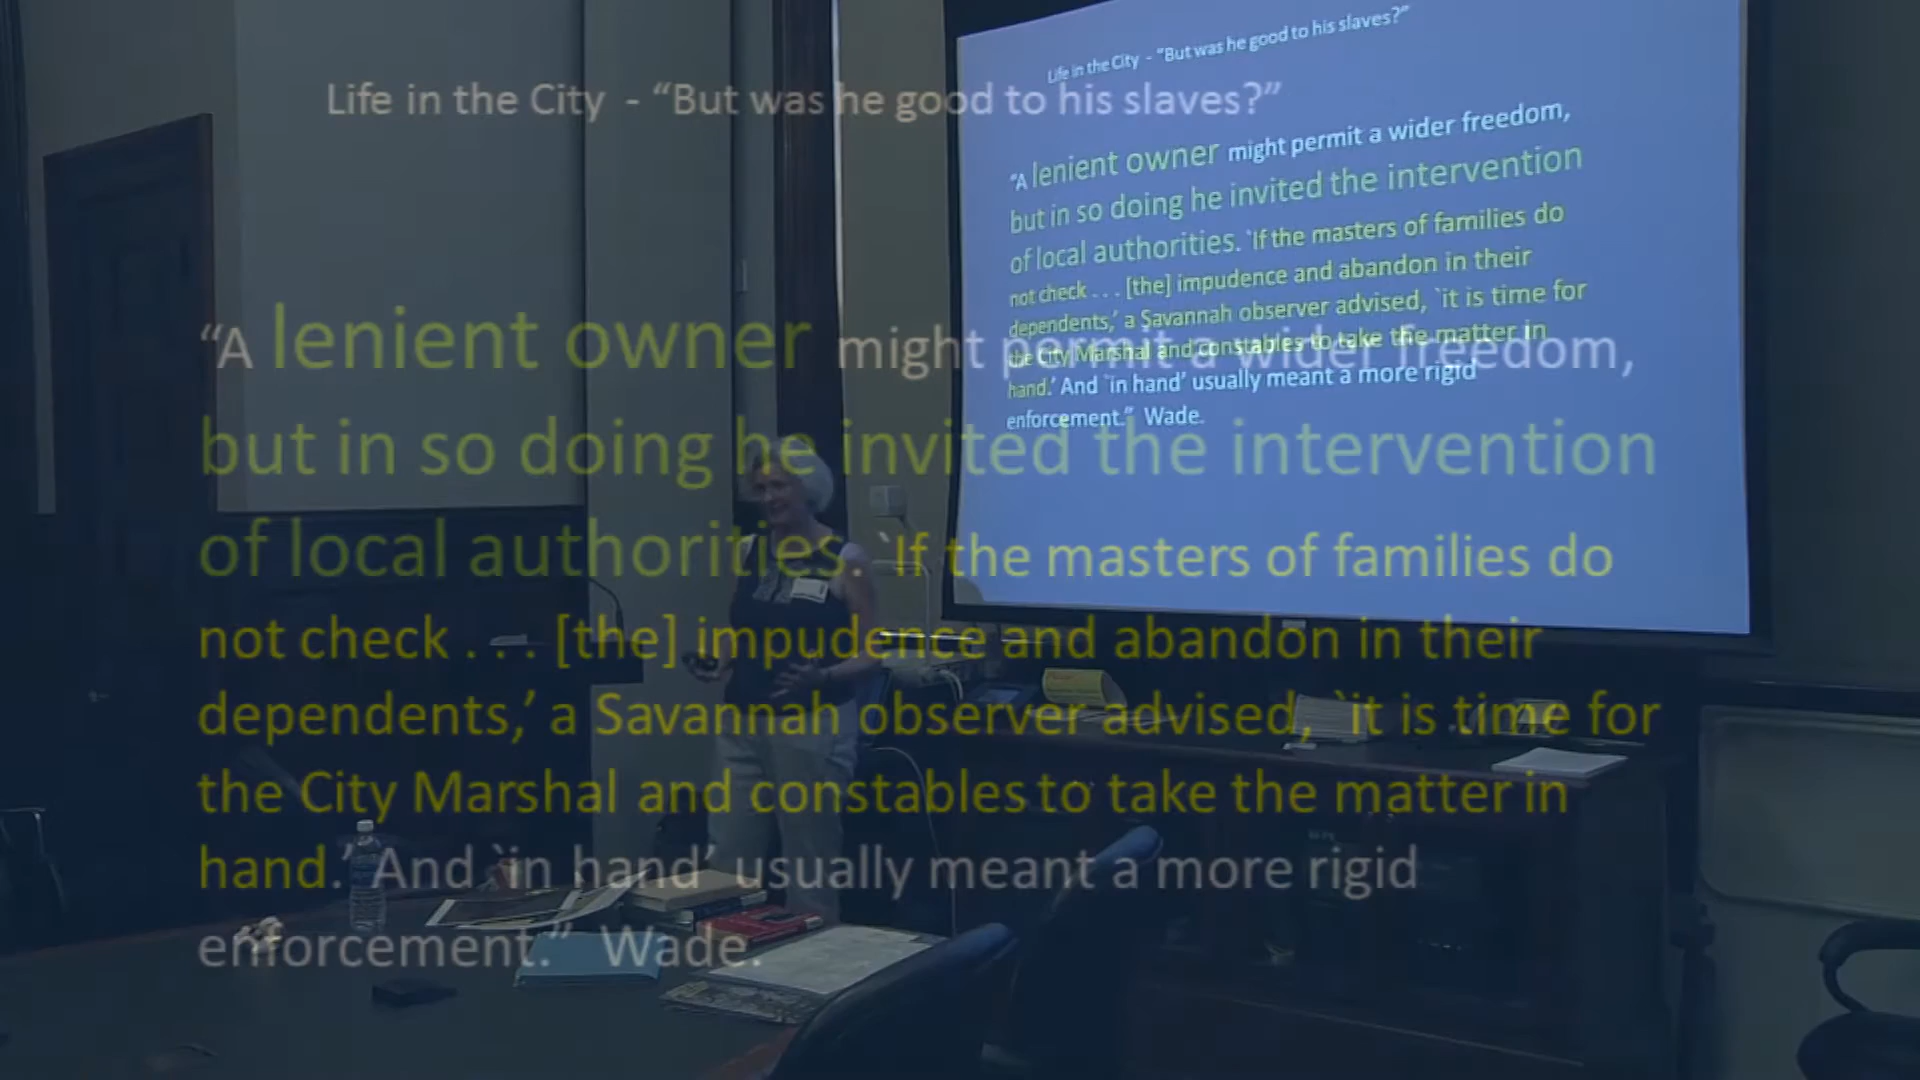 Life in the City - “But was he good to his slaves?”
“A lenient owner might permit a wider freedom,
but in so doing he invited the intervention
of local authorities. `If the masters of families do
not check . . . [the] impudence and abandon in their
dependents,’ a Savannah observer advised, `it is time for
the City Marshal and constables to take the matter in
hand.’ And `in hand’ usually meant a more rigid
enforcement.” Wade.
Life in the City - “But was he good to his slaves?”
“A lenient owner might permit a wider freedom,
but in so doing he invited the intervention
of local authorities. `If the masters of families do
not check . . . [the] impudence and abandon in their
dependents,’ a Savannah observer advised, `it is time for
the City Marshal and constables to take the matter in
hand.’ And `in hand’ usually meant a more rigid
enforcement.” Wade.